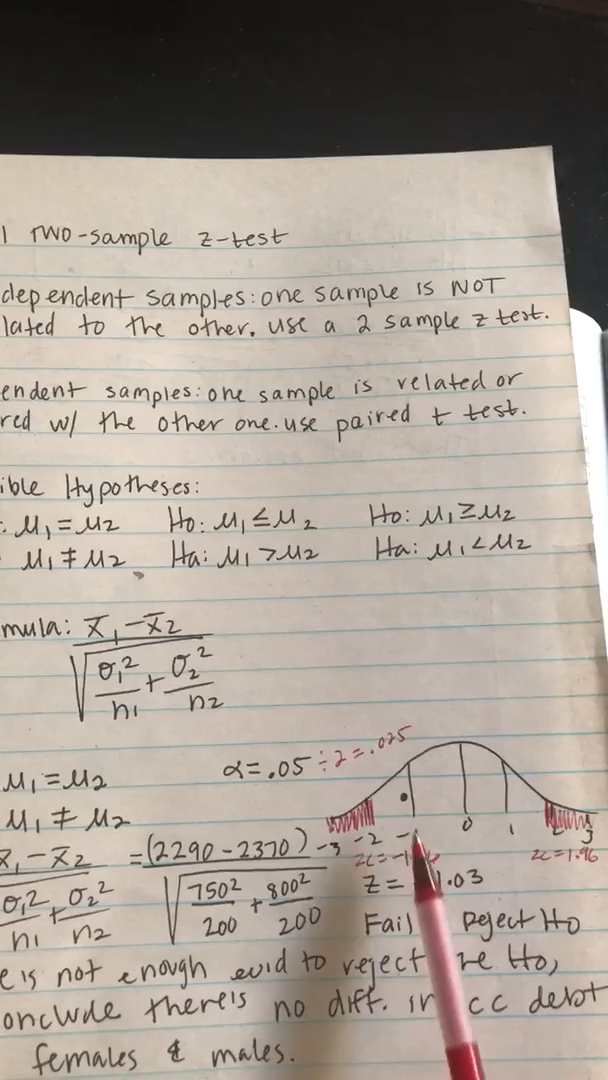 1 TWO-sample z-test
dependent samples: one sample is NOT
lated to the other. use a 2 sample z test.
endent samples: one sample is related or
red w/ the other one. use paired t test.
ible Hypotheses:
: μ1 = μ2 Ho: μ1 ≤ μ2 Ho: μ1 ≥ μ2
μ1 ≠ μ2 Ha: μ1 > μ2 Ha: μ1 < μ2
mula: x̄1 - x̄2
√ σ1²/n1 + σ2²/n2
μ1 = μ2 α = .05 ÷ 2 = .025
μ1 ≠ μ2
-3 -2 0 1 3
x̄1 - x̄2 = (2290 - 2370)
zc = zc = 1.96
σ1²/n1 + σ2²/n2 √ 750²/200 + 800²/200
z = 1.03
Fail Reject Ho
e is not enough evid to reject Ho,
onclude there is no diff. in cc debt
females & males.